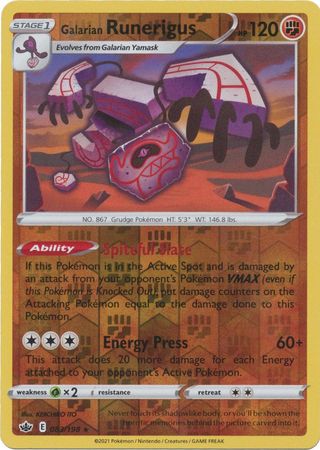 STAGE 1
Galarian Runerigus HP 120
Evolves from Galarian Yamask
NO. 867 Grudge Pokémon HT: 5'3" WT: 146.8 lbs.
Ability Spiteful
If this Pokémon is in the Active Spot and is damaged by
an attack from your opponent's Pokémon VMAX (even if
this Pokémon is Knocked Out), put damage counters on
the Attacking Pokémon equal to the damage done to this
Pokémon.
Energy Press 60+
This attack does 20 more damage for each Energy
attached to your opponent's Active Pokémon.
weakness ×2 resistance retreat
Illus. KEIICHIRO ITO
E 083/198 ★
Never touch its shadowlike body, or you'll be shown the
horrific memories behind the picture carved into it.
©2021 Pokémon / Nintendo / Creatures / GAME FREAK